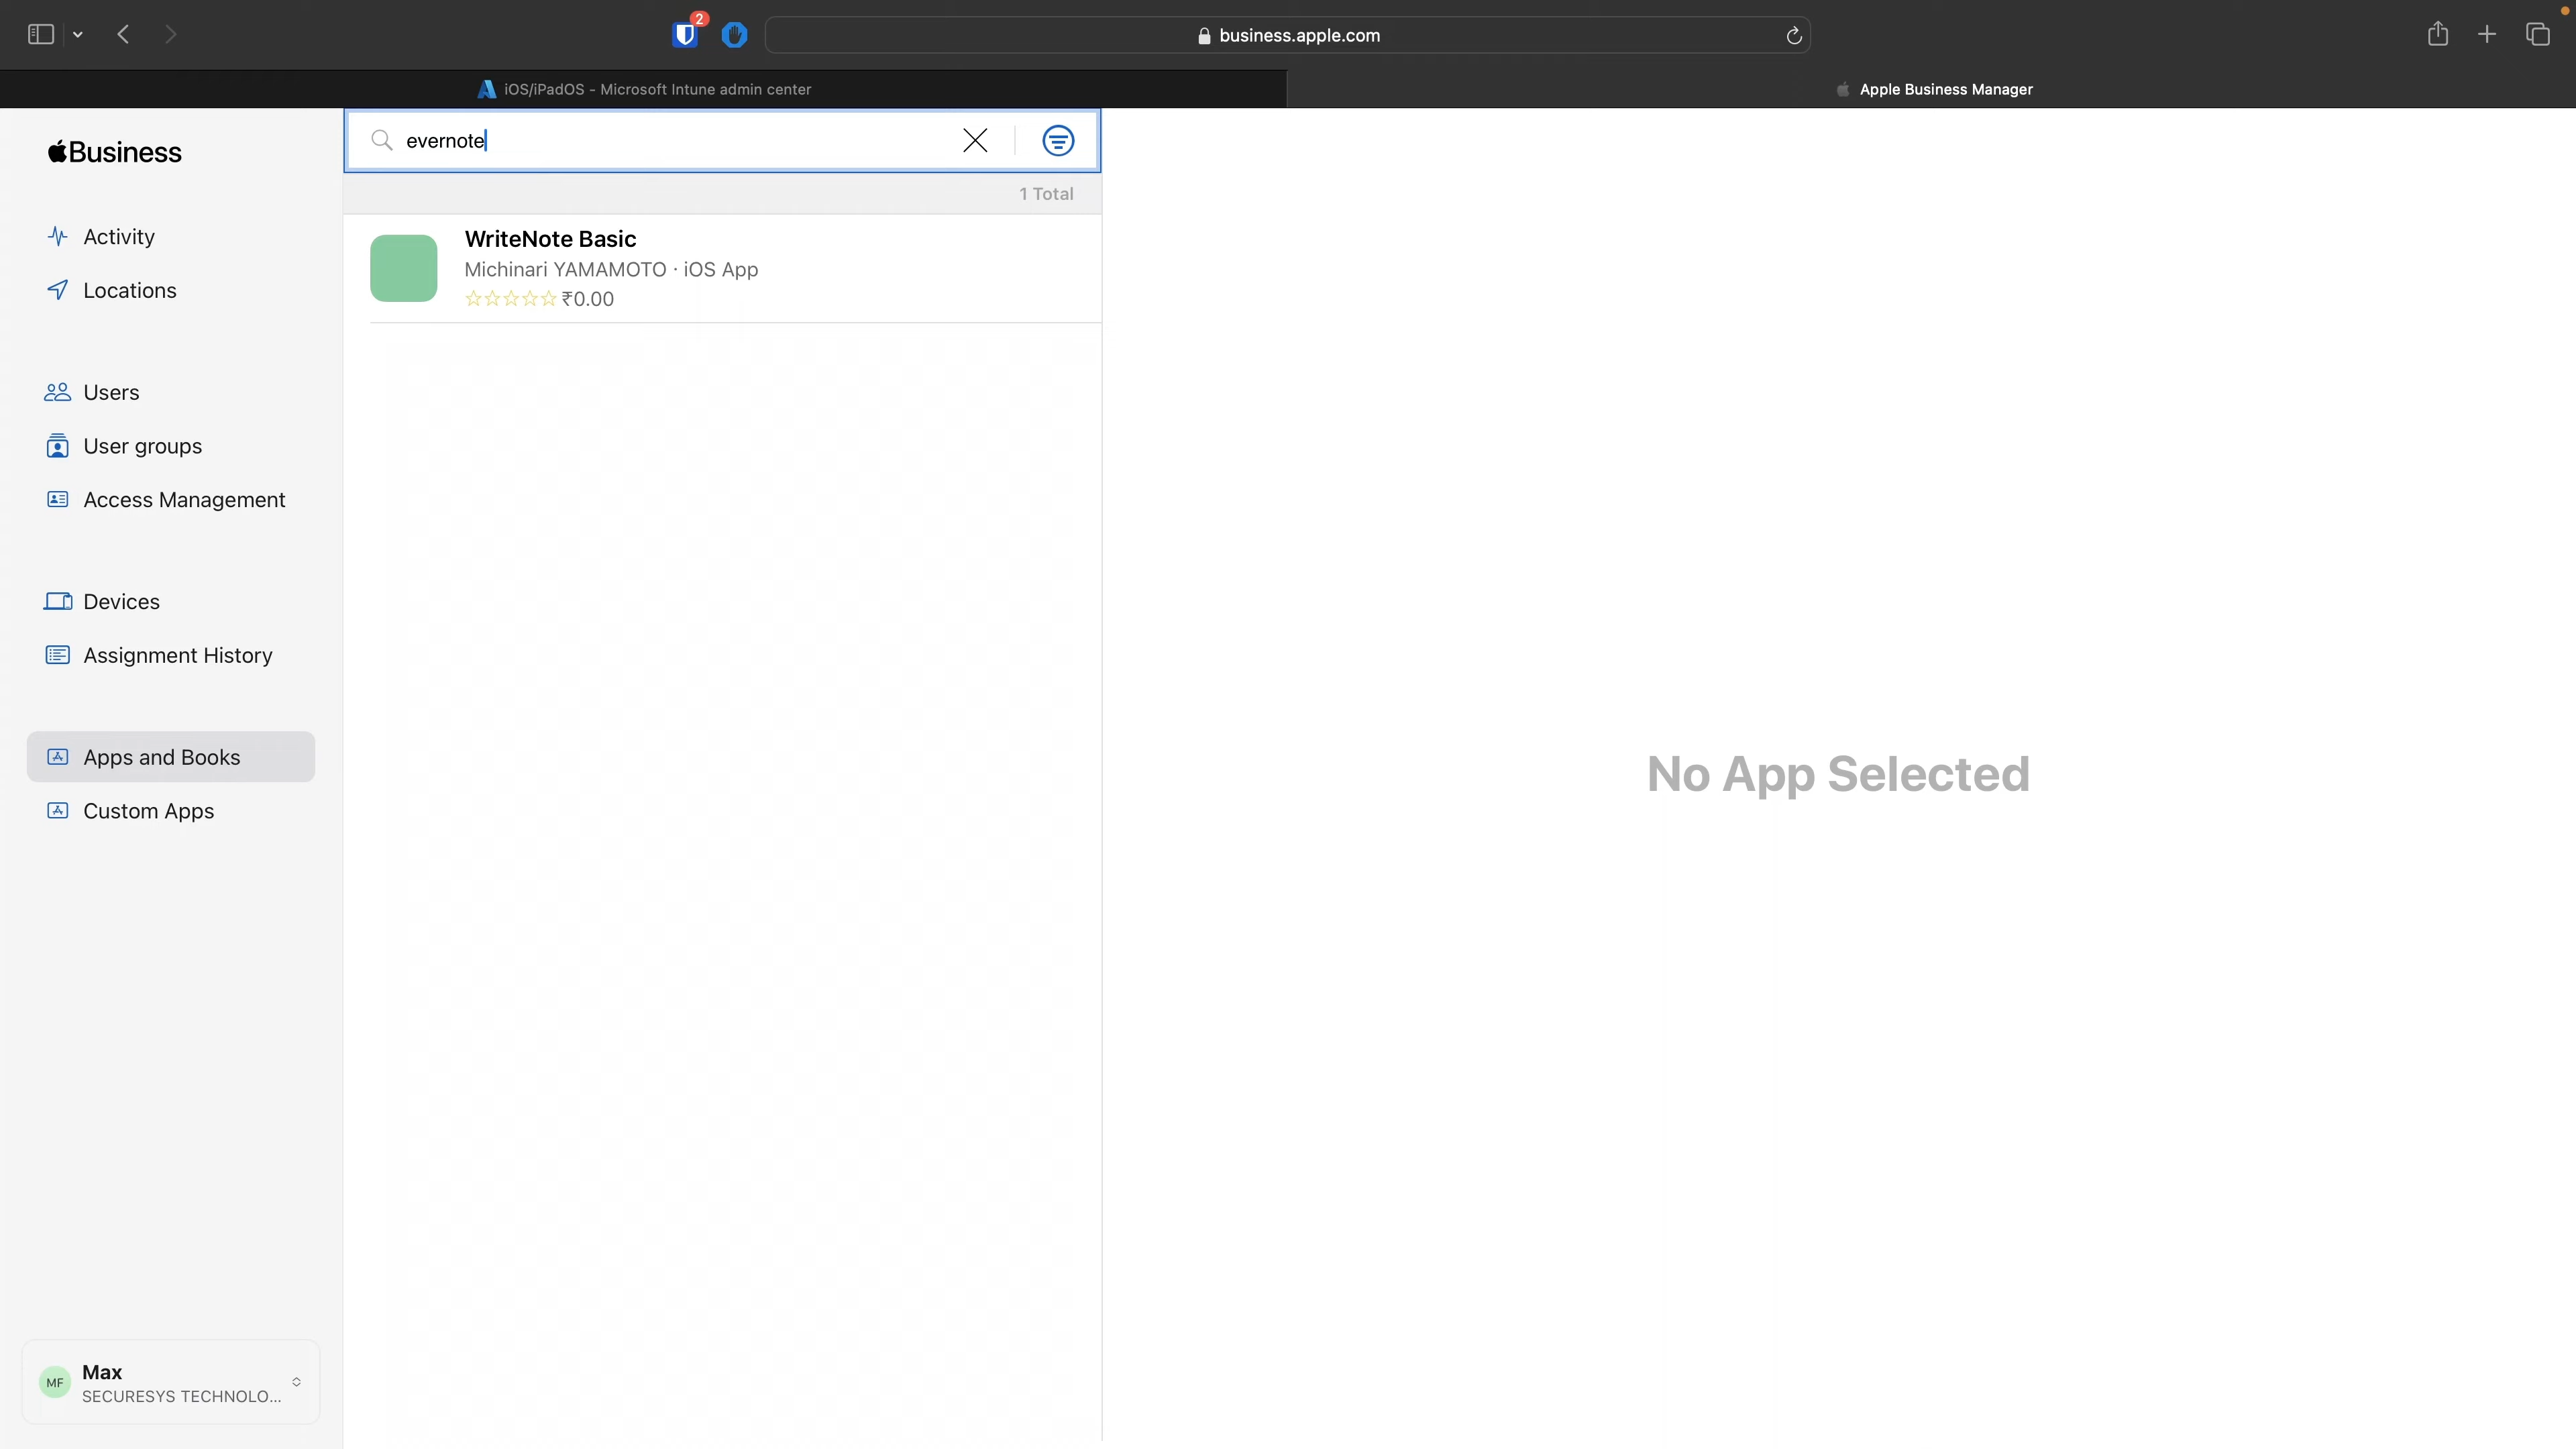 2
business.apple.com
iOS/iPadOS - Microsoft Intune admin center
Apple Business Manager
Business
evernote
1 Total
Activity
Locations
WriteNote Basic
Michinari YAMAMOTO · iOS App
☆☆☆☆☆ ₹0.00
Users
User groups
Access Management
Devices
Assignment History
Apps and Books
Custom Apps
No App Selected
MF
Max
SECURESYS TECHNOLO...